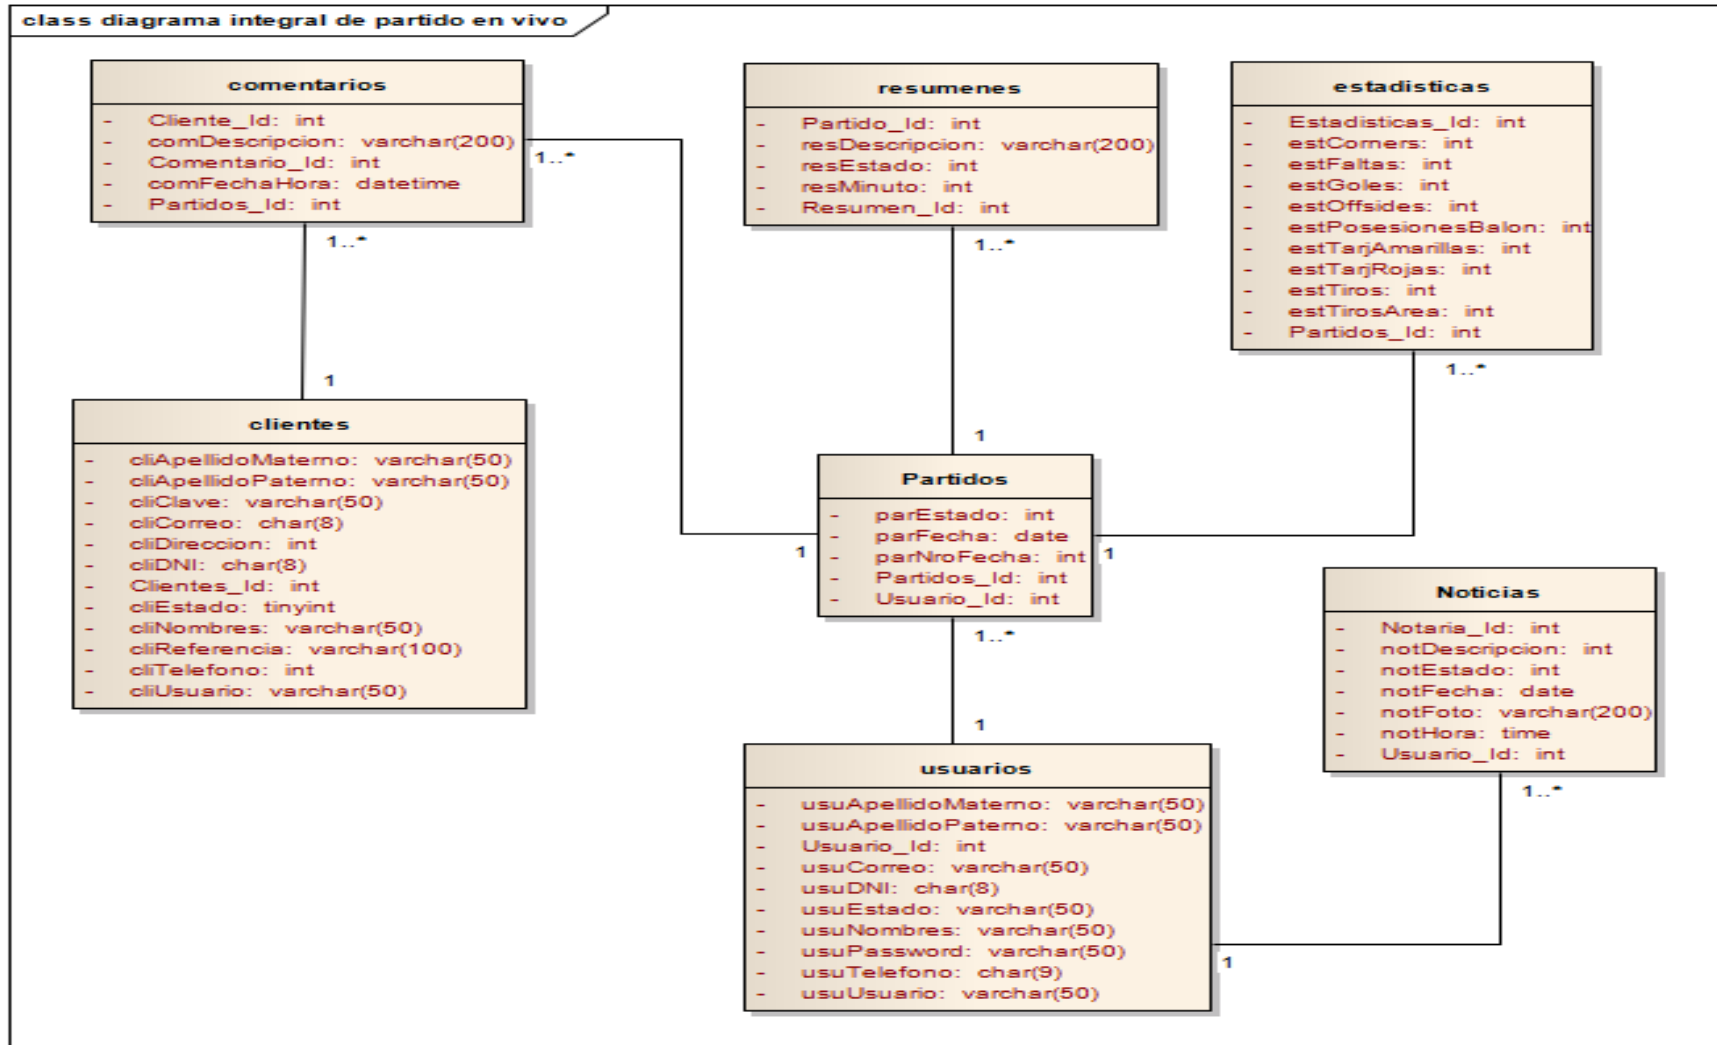 class diagrama integral de partido en vivo
comentarios
- Cliente_Id: int
- comDescripcion: varchar(200)
- Comentario_Id: int
- comFechaHora: datetime
- Partidos_Id: int
1..*
1..*
resumenes
- Partido_Id: int
- resDescripcion: varchar(200)
- resEstado: int
- resMinuto: int
- Resumen_Id: int
1..*
estadisticas
- Estadisticas_Id: int
- estCorners: int
- estFaltas: int
- estGoles: int
- estOffsides: int
- estPosesionesBalon: int
- estTarjAmarillas: int
- estTarjRojas: int
- estTiros: int
- estTirosArea: int
- Partidos_Id: int
1..*
1
clientes
- cliApellidoMaterno: varchar(50)
- cliApellidoPaterno: varchar(50)
- cliClave: varchar(50)
- cliCorreo: char(8)
- cliDireccion: int
- cliDNI: char(8)
- Clientes_Id: int
- cliEstado: tinyint
- cliNombres: varchar(50)
- cliReferencia: varchar(100)
- cliTelefono: int
- cliUsuario: varchar(50)
1
Partidos
- parEstado: int
- parFecha: date
- parNroFecha: int
- Partidos_Id: int
- Usuario_Id: int
1
1
1..*
Noticias
- Notaria_Id: int
- notDescripcion: int
- notEstado: int
- notFecha: date
- notFoto: varchar(200)
- notHora: time
- Usuario_Id: int
1..*
1
usuarios
- usuApellidoMaterno: varchar(50)
- usuApellidoPaterno: varchar(50)
- Usuario_Id: int
- usuCorreo: varchar(50)
- usuDNI: char(8)
- usuEstado: varchar(50)
- usuNombres: varchar(50)
- usuPassword: varchar(50)
- usuTelefono: char(9)
- usuUsuario: varchar(50)
1